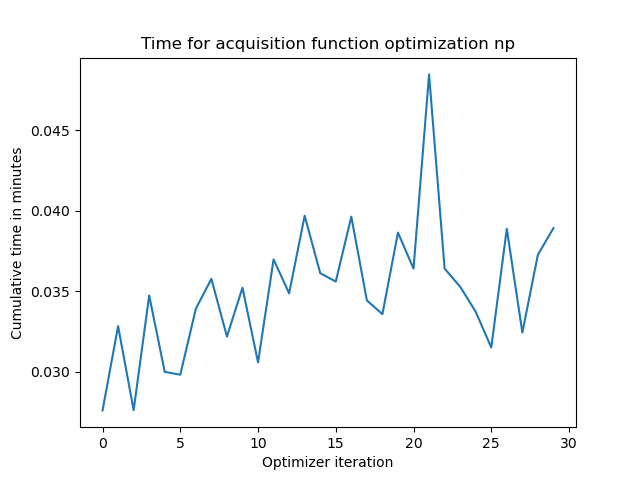 Time for acquisition function optimization np
Cumulative time in minutes
0.045
0.040
0.035
0.030
0 5 10 15 20 25 30
Optimizer iteration